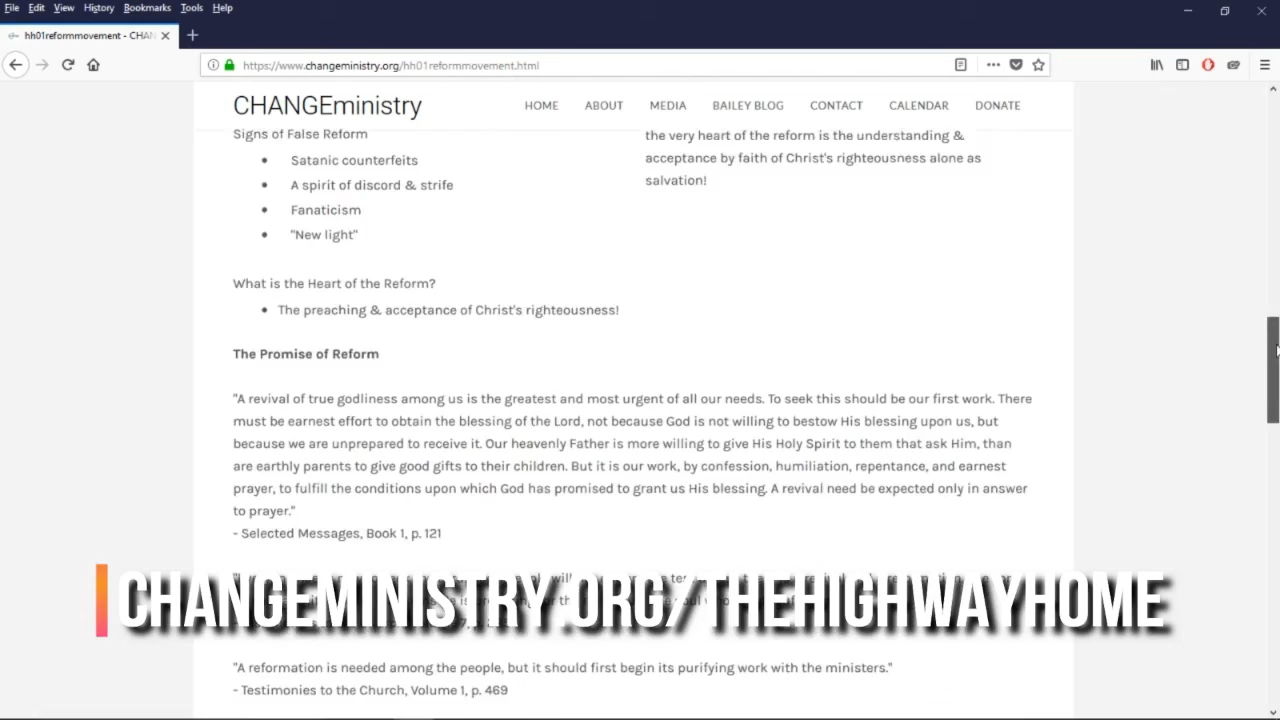 File Edit View History Bookmarks Tools Help
hh01reformmovement - CHAN
https://www.changeministry.org/hh01reformmovement.html
CHANGEministry HOME ABOUT MEDIA BAILEY BLOG CONTACT CALENDAR DONATE
Signs of False Reform
• Satanic counterfeits
• A spirit of discord & strife
• Fanaticism
• "New light"
the very heart of the reform is the understanding &
acceptance by faith of Christ's righteousness alone as
salvation!
What is the Heart of the Reform?
• The preaching & acceptance of Christ's righteousness!
The Promise of Reform
"A revival of true godliness among us is the greatest and most urgent of all our needs. To seek this should be our first work. There
must be earnest effort to obtain the blessing of the Lord, not because God is not willing to bestow His blessing upon us, but
because we are unprepared to receive it. Our heavenly Father is more willing to give His Holy Spirit to them that ask Him, than
are earthly parents to give good gifts to their children. But it is our work, by confession, humiliation, repentance, and earnest
prayer, to fulfill the conditions upon which God has promised to grant us His blessing. A revival need be expected only in answer
to prayer."
- Selected Messages, Book 1, p. 121
CHANGEMINISTRY.ORG/THEHIGHWAYHOME
"A reformation is needed among the people, but it should first begin its purifying work with the ministers."
- Testimonies to the Church, Volume 1, p. 469